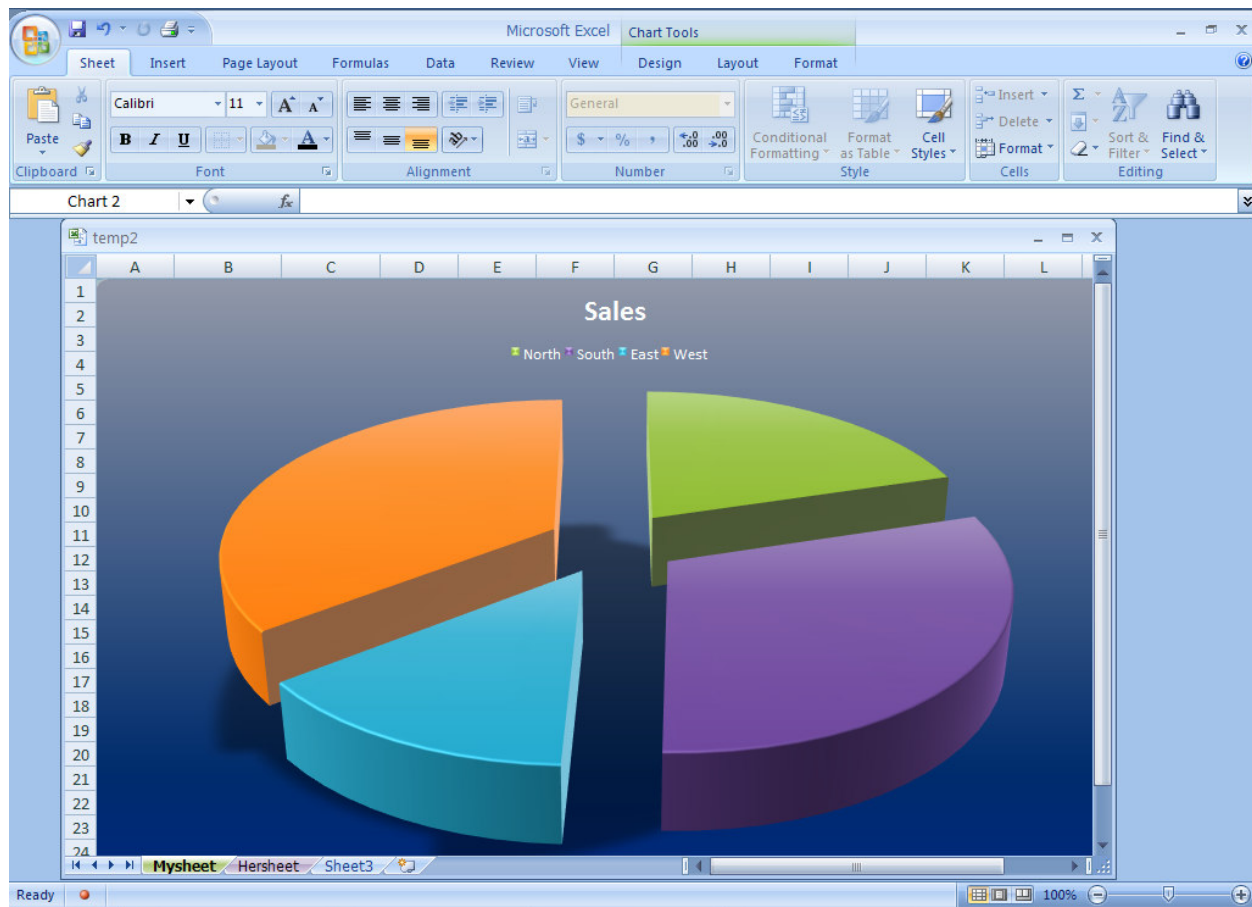 Microsoft Excel Chart Tools
Sheet Insert Page Layout Formulas Data Review View Design Layout Format
Calibri 11 A A General Insert Σ
Paste Delete
B I U A $ % , .00 .0 Conditional Formatting Format as Table Cell Styles Format Sort & Filter Find & Select
Clipboard Font Alignment Number Style Cells Editing
Chart 2 fx
temp2
A B C D E F G H I J K L
1
Sales
2
3
North South East West
4
5
6
7
8
9
10
11
12
13
14
15
16
17
18
19
20
21
22
23
24
Mysheet Hersheet Sheet3
Ready 100%